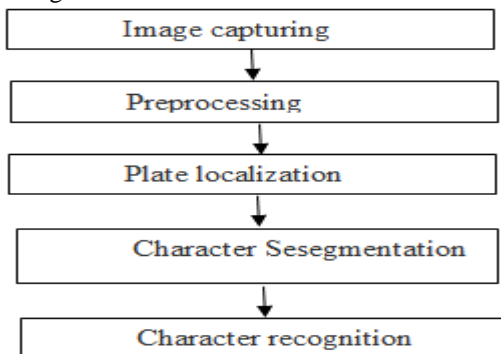 Image capturing
Preprocessing
Plate localization
Character Sesegmentation
Character recognition